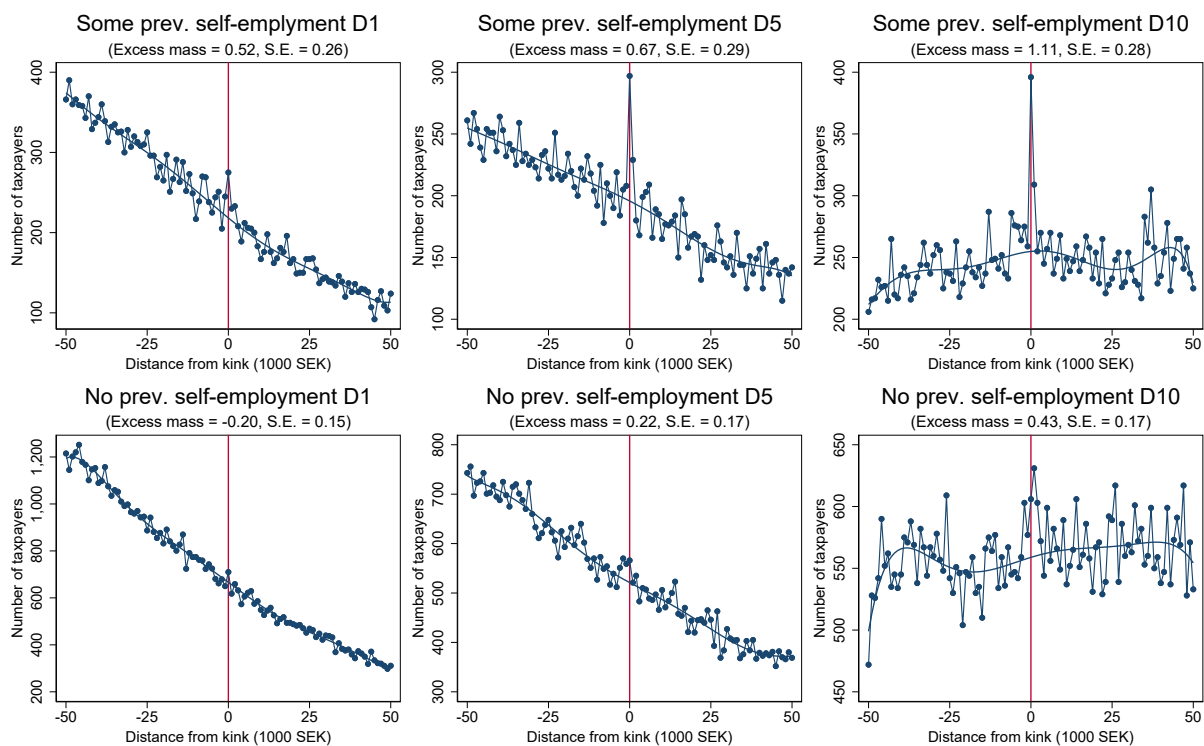 Some prev. self-emplyment D1
(Excess mass = 0.52, S.E. = 0.26)
Number of taxpayers
400
300
200
100
-50 -25 0 25 50
Distance from kink (1000 SEK)
Some prev. self-employment D5
(Excess mass = 0.67, S.E. = 0.29)
Number of taxpayers
300
250
200
150
100
-50 -25 0 25 50
Distance from kink (1000 SEK)
Some prev. self-employment D10
(Excess mass = 1.11, S.E. = 0.28)
Number of taxpayers
400
350
300
250
200
-50 -25 0 25 50
Distance from kink (1000 SEK)
No prev. self-employment D1
(Excess mass = -0.20, S.E. = 0.15)
Number of taxpayers
1,200
1,000
800
600
400
200
-50 -25 0 25 50
Distance from kink (1000 SEK)
No prev. self-employment D5
(Excess mass = 0.22, S.E. = 0.17)
Number of taxpayers
800
700
600
500
400
300
-50 -25 0 25 50
Distance from kink (1000 SEK)
No prev. self-employment D10
(Excess mass = 0.43, S.E. = 0.17)
Number of taxpayers
650
600
550
500
450
-50 -25 0 25 50
Distance from kink (1000 SEK)